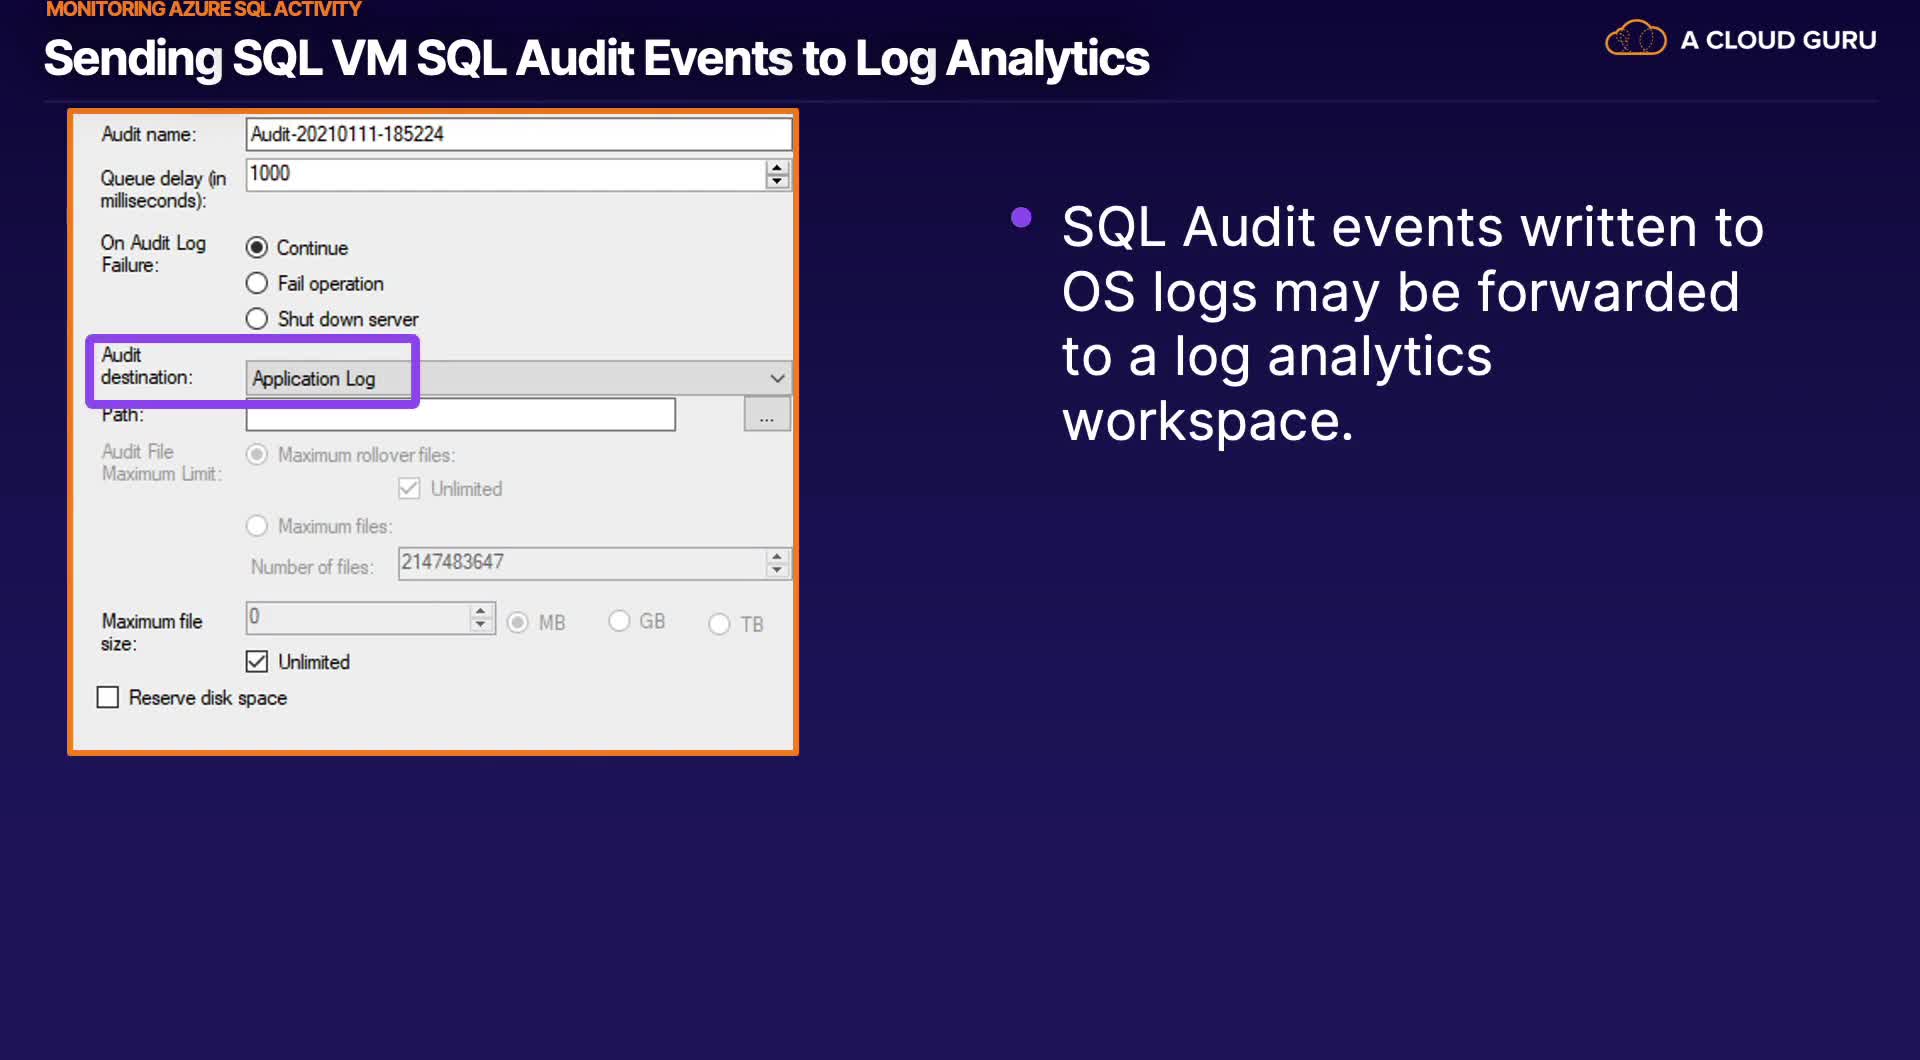 MONITORING AZURE SQL ACTIVITY
Sending SQL VM SQL Audit Events to Log Analytics
A CLOUD GURU
Audit name: Audit-20210111-185224
Queue delay (in
milliseconds): 1000
On Audit Log
Failure:
Continue
Fail operation
Shut down server
Audit
destination: Application Log
Path: ...
Audit File
Maximum Limit:
Maximum rollover files:
Unlimited
Maximum files:
Number of files: 2147483647
Maximum file
size: 0 MB GB TB
Unlimited
Reserve disk space
SQL Audit events written to
OS logs may be forwarded
to a log analytics
workspace.